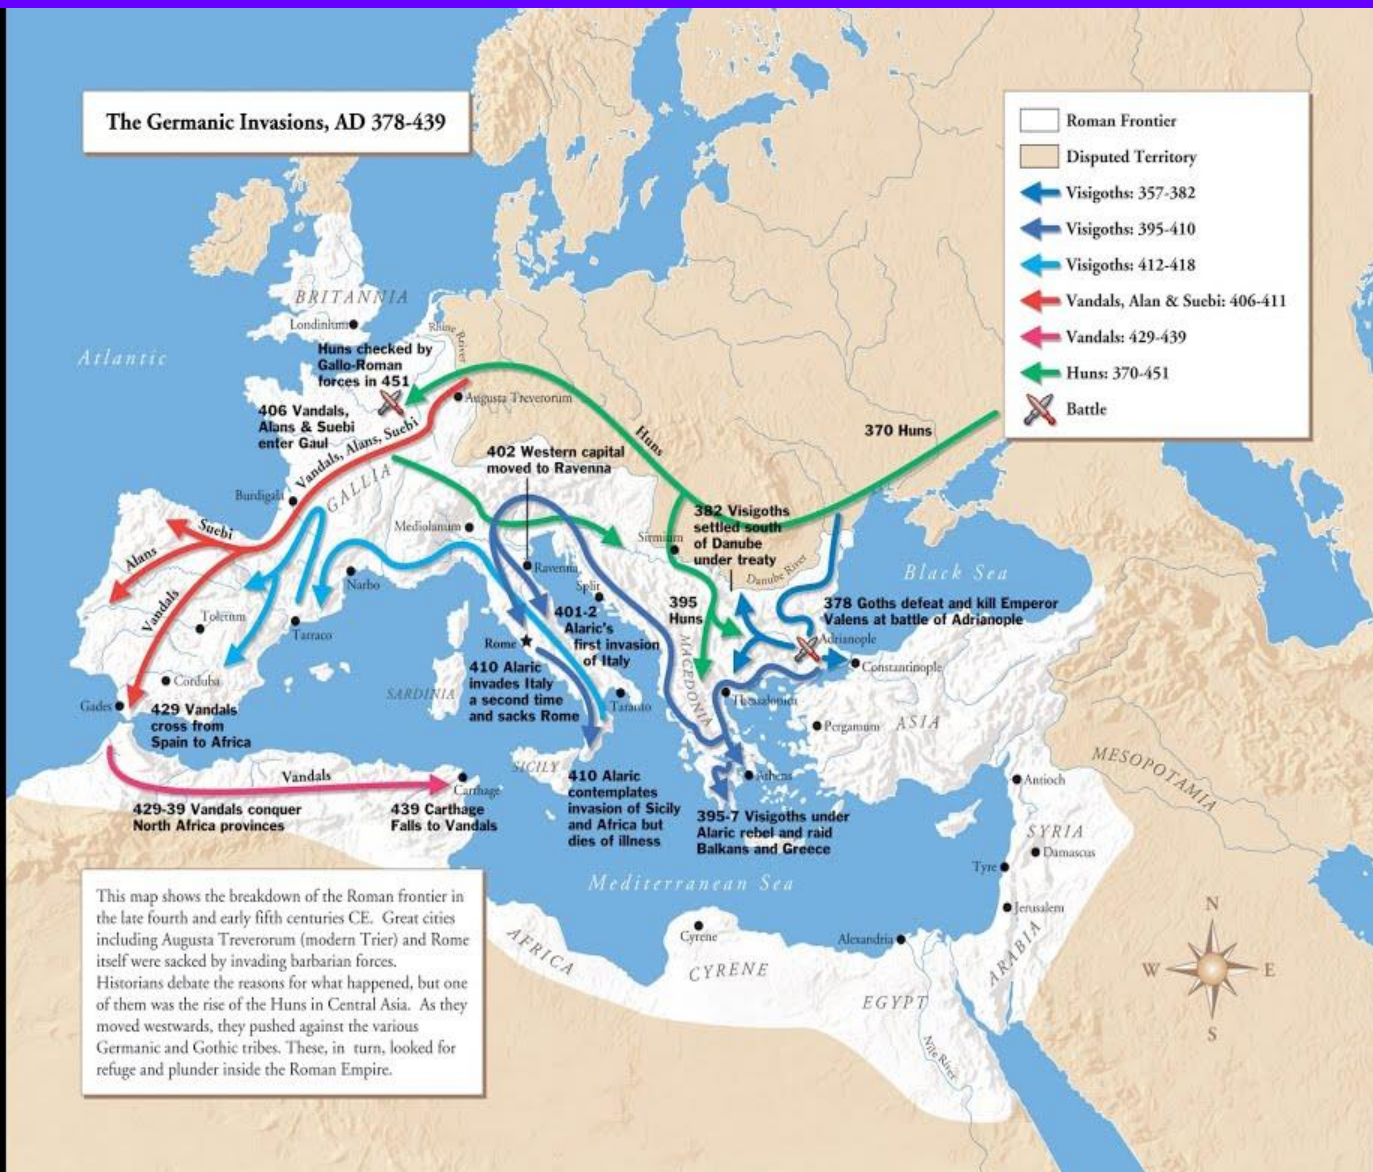 The Germanic Invasions, AD 378-439
Roman Frontier
Disputed Territory
Visigoths: 357-382
Visigoths: 395-410
Visigoths: 412-418
Vandals, Alan & Suebi: 406-411
Vandals: 429-439
Huns: 370-451
Battle
BRITANNIA
Londinium
Atlantic
Rhine River
Huns checked by
Gallo-Roman
forces in 451
Augusta Treverorum
406 Vandals,
Alans & Suebi
enter Gaul
Vandals, Alans, Suebi
Huns
370 Huns
402 Western capital
moved to Ravenna
GALLIA
Burdigala
Mediolanum
382 Visigoths
settled south
of Danube
under treaty
Sirmium
Danube River
Black Sea
Suebi
Alans
Vandals
Narbo
Ravenna
Split
Toletum
Tarraco
395
Huns
378 Goths defeat and kill Emperor
Valens at battle of Adrianople
Adrianople
Constantinople
Rome
401-2
Alaric's
first invasion
of Italy
MACEDONIA
410 Alaric
invades Italy
a second time
and sacks Rome
Corduba
SARDINIA
Taranto
Thessalonica
Gades
429 Vandals
cross from
Spain to Africa
Pergamum
ASIA
MESOPOTAMIA
Vandals
Carthage
SICILY
410 Alaric
contemplates
invasion of Sicily
and Africa but
dies of illness
Athens
Antioch
429-39 Vandals conquer
North Africa provinces
439 Carthage
Falls to Vandals
395-7 Visigoths under
Alaric rebel and raid
Balkans and Greece
SYRIA
Damascus
Tyre
Mediterranean Sea
Jerusalem
ARABIA
This map shows the breakdown of the Roman frontier in
the late fourth and early fifth centuries CE. Great cities
including Augusta Treverorum (modern Trier) and Rome
itself were sacked by invading barbarian forces.
Historians debate the reasons for what happened, but one
of them was the rise of the Huns in Central Asia. As they
moved westwards, they pushed against the various
Germanic and Gothic tribes. These, in turn, looked for
refuge and plunder inside the Roman Empire.
AFRICA
Cyrene
CYRENE
Alexandria
EGYPT
Nile River
N
W
E
S